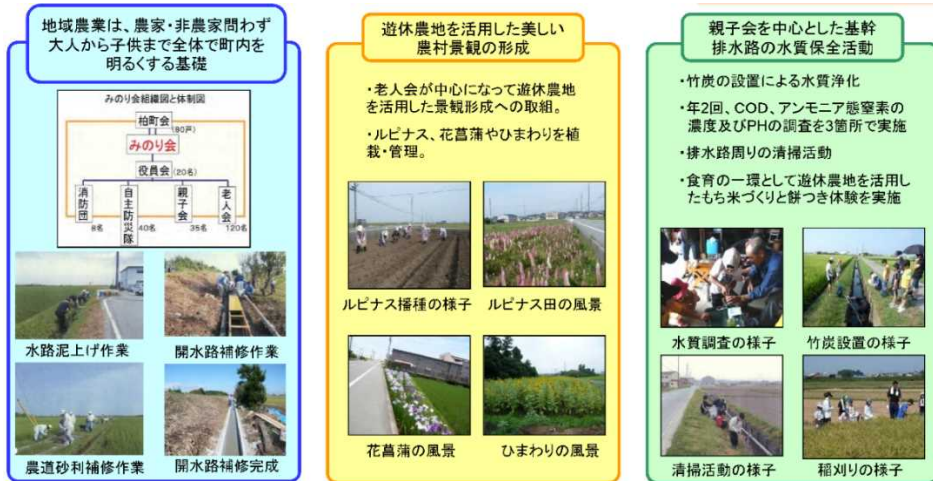 地域農業は、農家・非農家問わず
大人から子供まで全体で町内を
明るくする基礎
みのり会組織図と体制図
柏町会
(80戸)
みのり会
役員会(20名)
消防団
自主防災隊
親子会
老人会
8名
40名
35名
120名
水路泥上げ作業
開水路補修作業
農道砂利補修作業
開水路補修完成
遊休農地を活用した美しい
農村景観の形成
・老人会が中心になって遊休農地
を活用した景観形成への取組。
・ルピナス、花菖蒲やひまわりを植
栽・管理。
ルピナス播種の様子
ルピナス田の風景
花菖蒲の風景
ひまわりの風景
親子会を中心とした基幹
排水路の水質保全活動
・竹炭の設置による水質浄化
・年2回、COD、アンモニア態窒素の
濃度及びPHの調査を3箇所で実施
・排水路周りの清掃活動
・食育の一環として遊休農地を活用し
たもち米づくりと餅つき体験を実施
水質調査の様子
竹炭設置の様子
清掃活動の様子
稲刈りの様子